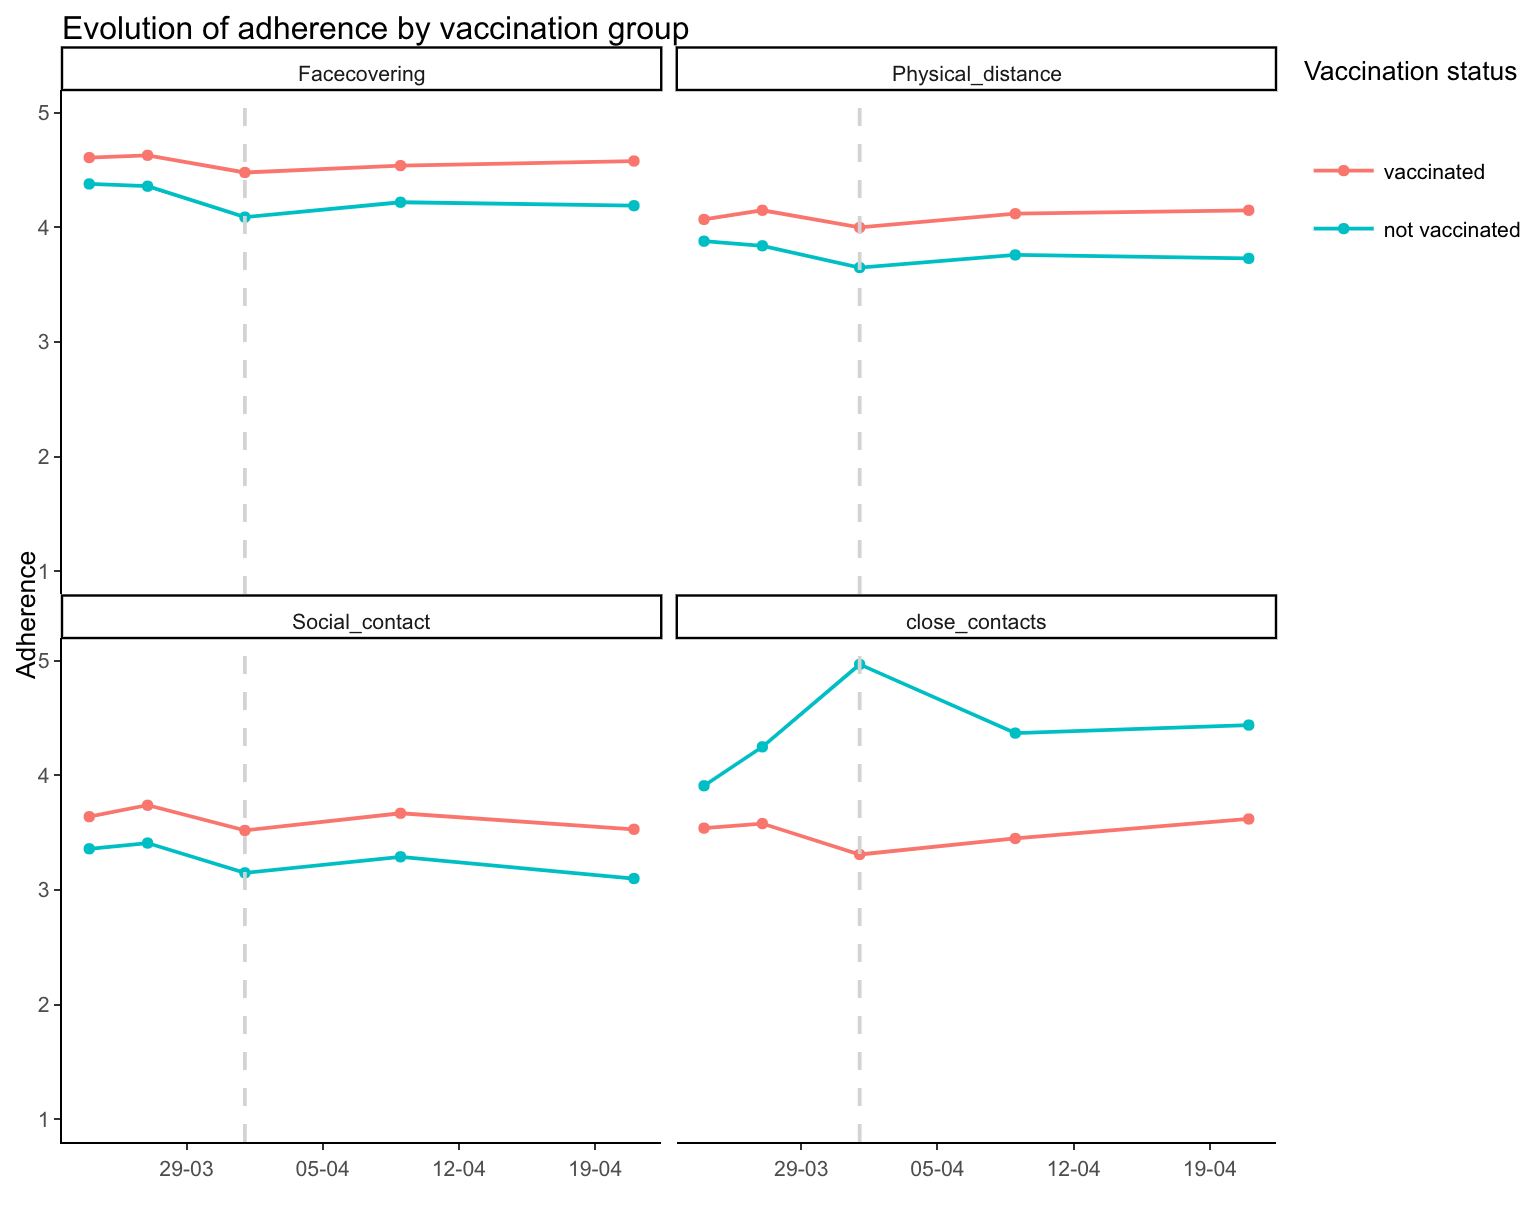 Evolution of adherence by vaccination group
Facecovering
Physical_distance
Vaccination status
vaccinated
not vaccinated
5
4
3
2
1
Adherence
Social_contact
close_contacts
5
4
3
2
1
29-03 05-04 12-04 19-04
29-03 05-04 12-04 19-04